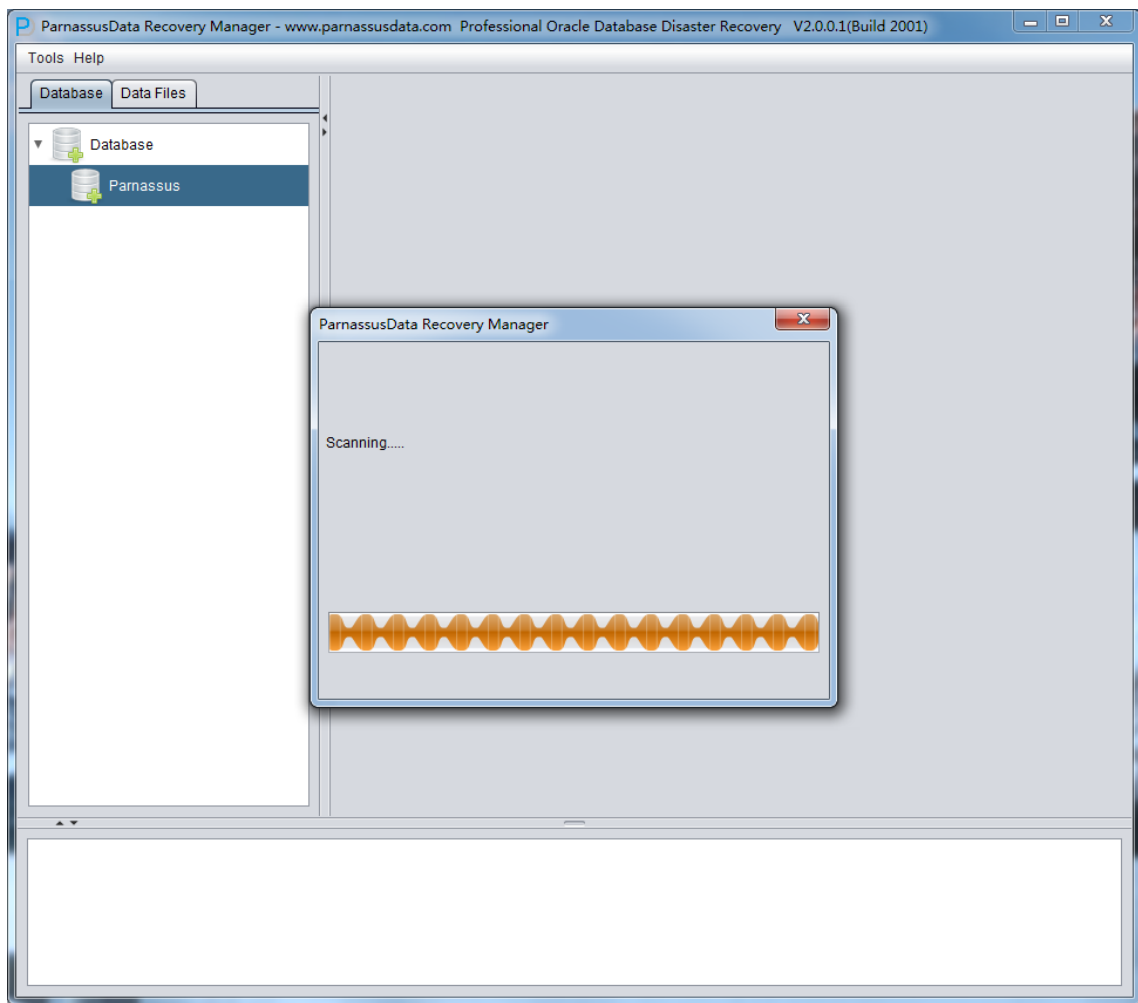 ParnassusData Recovery Manager - www.parnassusdata.com  Professional Oracle Database Disaster Recovery   V2.0.0.1(Build 2001)
Tools Help
Database Data Files
Database
Parnassus
ParnassusData Recovery Manager
Scanning.....